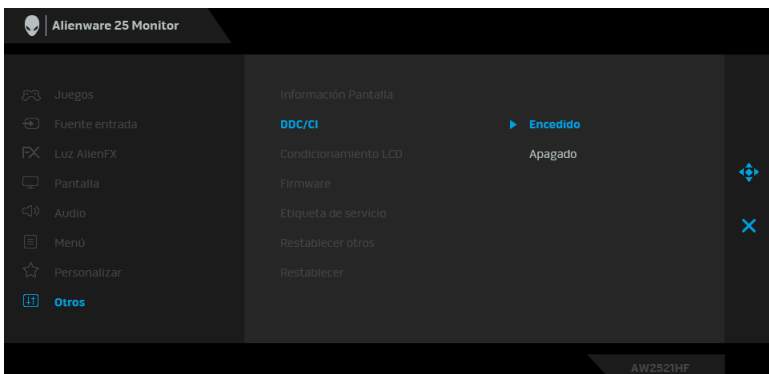 Alienware 25 Monitor
Juegos
Información Pantalla
Fuente entrada
DDC/CI
Encedido
Luz AlienFX
Condicionamiento LCD
Apagado
Pantalla
Firmware
Audio
Etiqueta de servicio
Menú
Restablecer otros
Personalizar
Restablecer
Otros
AW2521HF